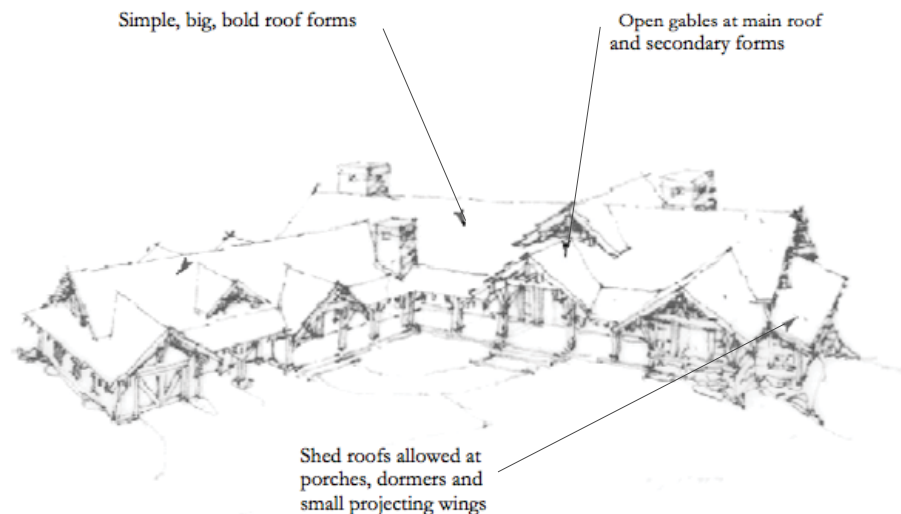 Simple, big, bold roof forms
Open gables at main roof
and secondary forms
Shed roofs allowed at
porches, dormers and
small projecting wings